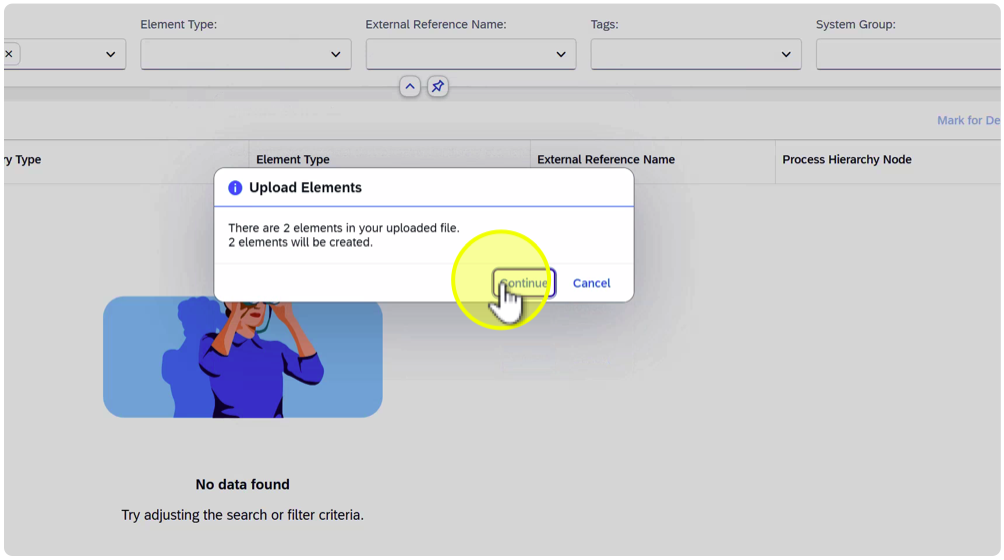 Element Type:
External Reference Name:
Tags:
System Group:
Mark for De
ry Type
Element Type
External Reference Name
Process Hierarchy Node
Upload Elements
There are 2 elements in your uploaded file.
2 elements will be created.
Continue
Cancel
No data found
Try adjusting the search or filter criteria.